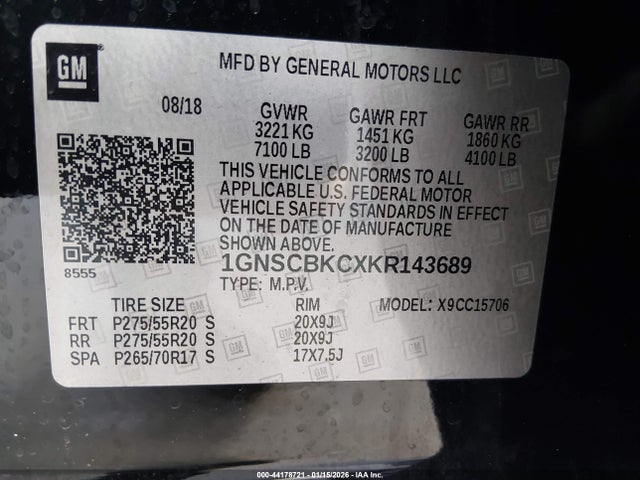 GM
MFD BY GENERAL MOTORS LLC
08/18
GVWR
3221 KG
7100 LB
GAWR FRT
1451 KG
3200 LB
GAWR RR
1860 KG
4100 LB
THIS VEHICLE CONFORMS TO ALL
APPLICABLE U.S. FEDERAL MOTOR
VEHICLE SAFETY STANDARDS IN EFFECT
ON THE DATE OF MANUFACTURE
SHOWN ABOVE.
8555
1GNSCBKCXKR143689
TYPE: M.P.V.
TIRE SIZE RIM MODEL: X9CC15706
FRT P275/55R20 S 20X9J
RR P275/55R20 S 20X9J
SPA P265/70R17 S 17X7.5J
000-44178721 - 01/15/2026 - IAA Inc.